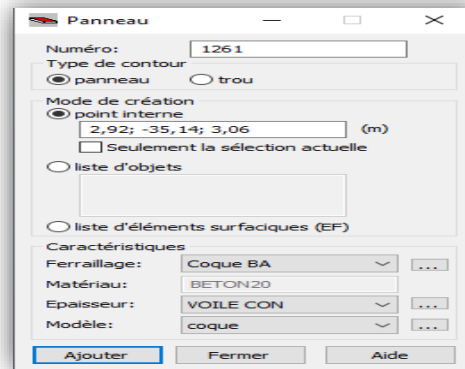 Panneau
Numéro: 1261
Type de contour
panneau trou
Mode de création
point interne
2,92; -35,14; 3,06 (m)
Seulement la sélection actuelle
liste d'objets
liste d'éléments surfaciques (EF)
Caractéristiques
Ferraillage: Coque BA ...
Matériau: BETON20
Epaisseur: VOILE CON ...
Modèle: coque ...
Ajouter Fermer Aide